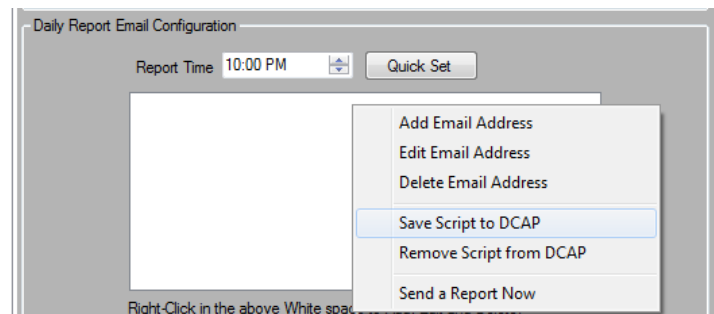 Daily Report Email Configuration
Report Time 10:00 PM Quick Set
Add Email Address
Edit Email Address
Delete Email Address
Save Script to DCAP
Remove Script from DCAP
Send a Report Now
Right-Click in the above White